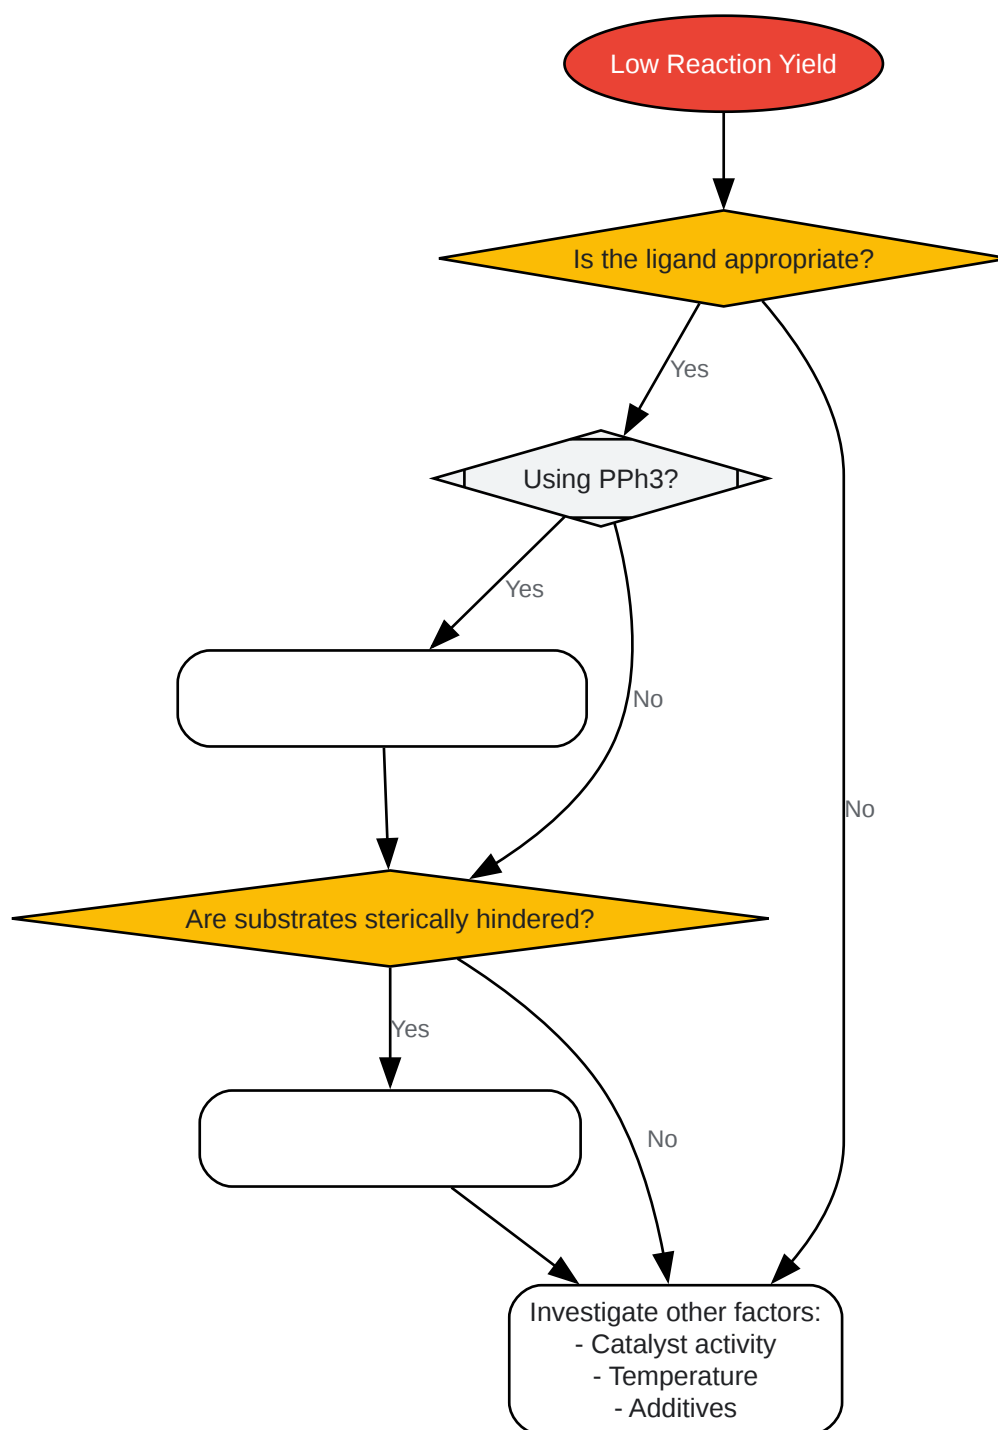 Low Reaction Yield
Is the ligand appropriate?
Yes
Using PPh3?
Yes
No
No
Are substrates sterically hindered?
Yes
No
Investigate other factors:
- Catalyst activity
- Temperature
- Additives